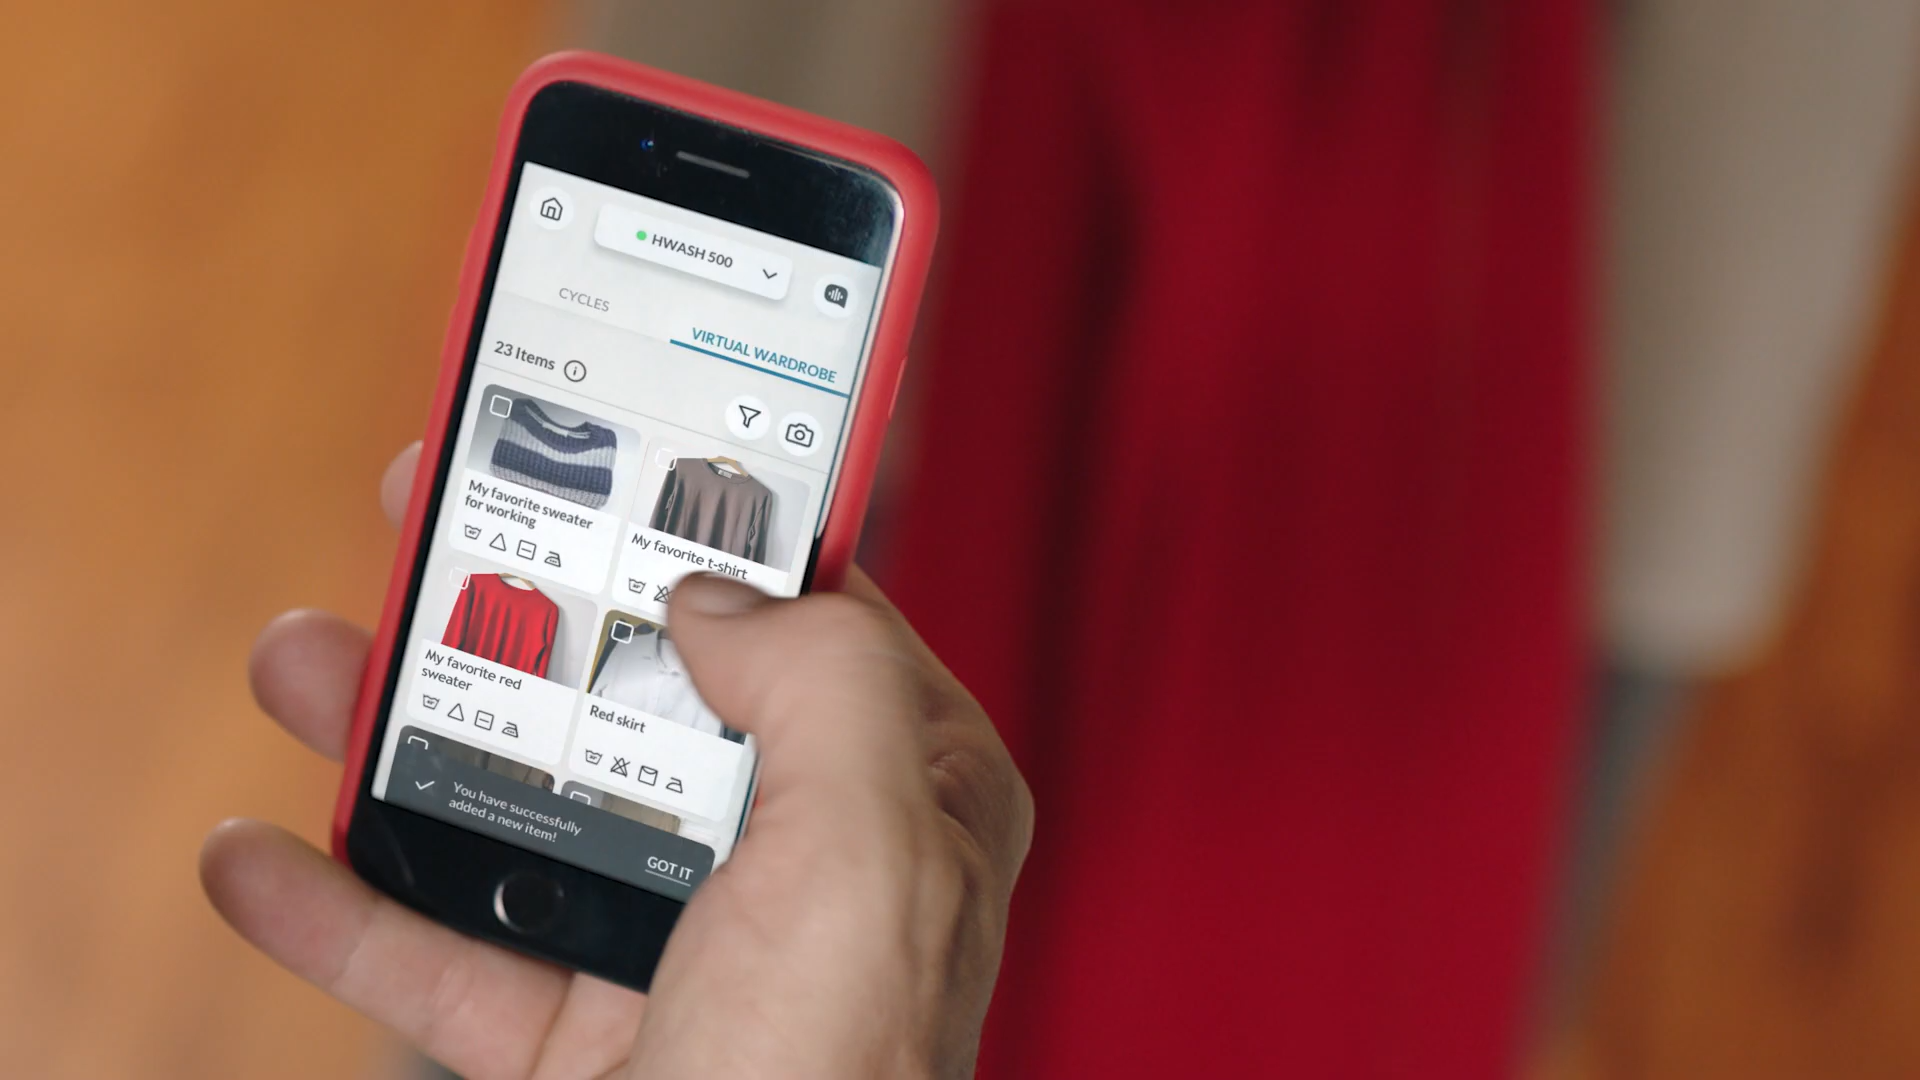 HWASH 500
CYCLES
VIRTUAL WARDROBE
23 Items
My favorite sweater
for working
My favorite t-shirt
My favorite red
sweater
Red skirt
You have successfully
added a new item!
GOT IT